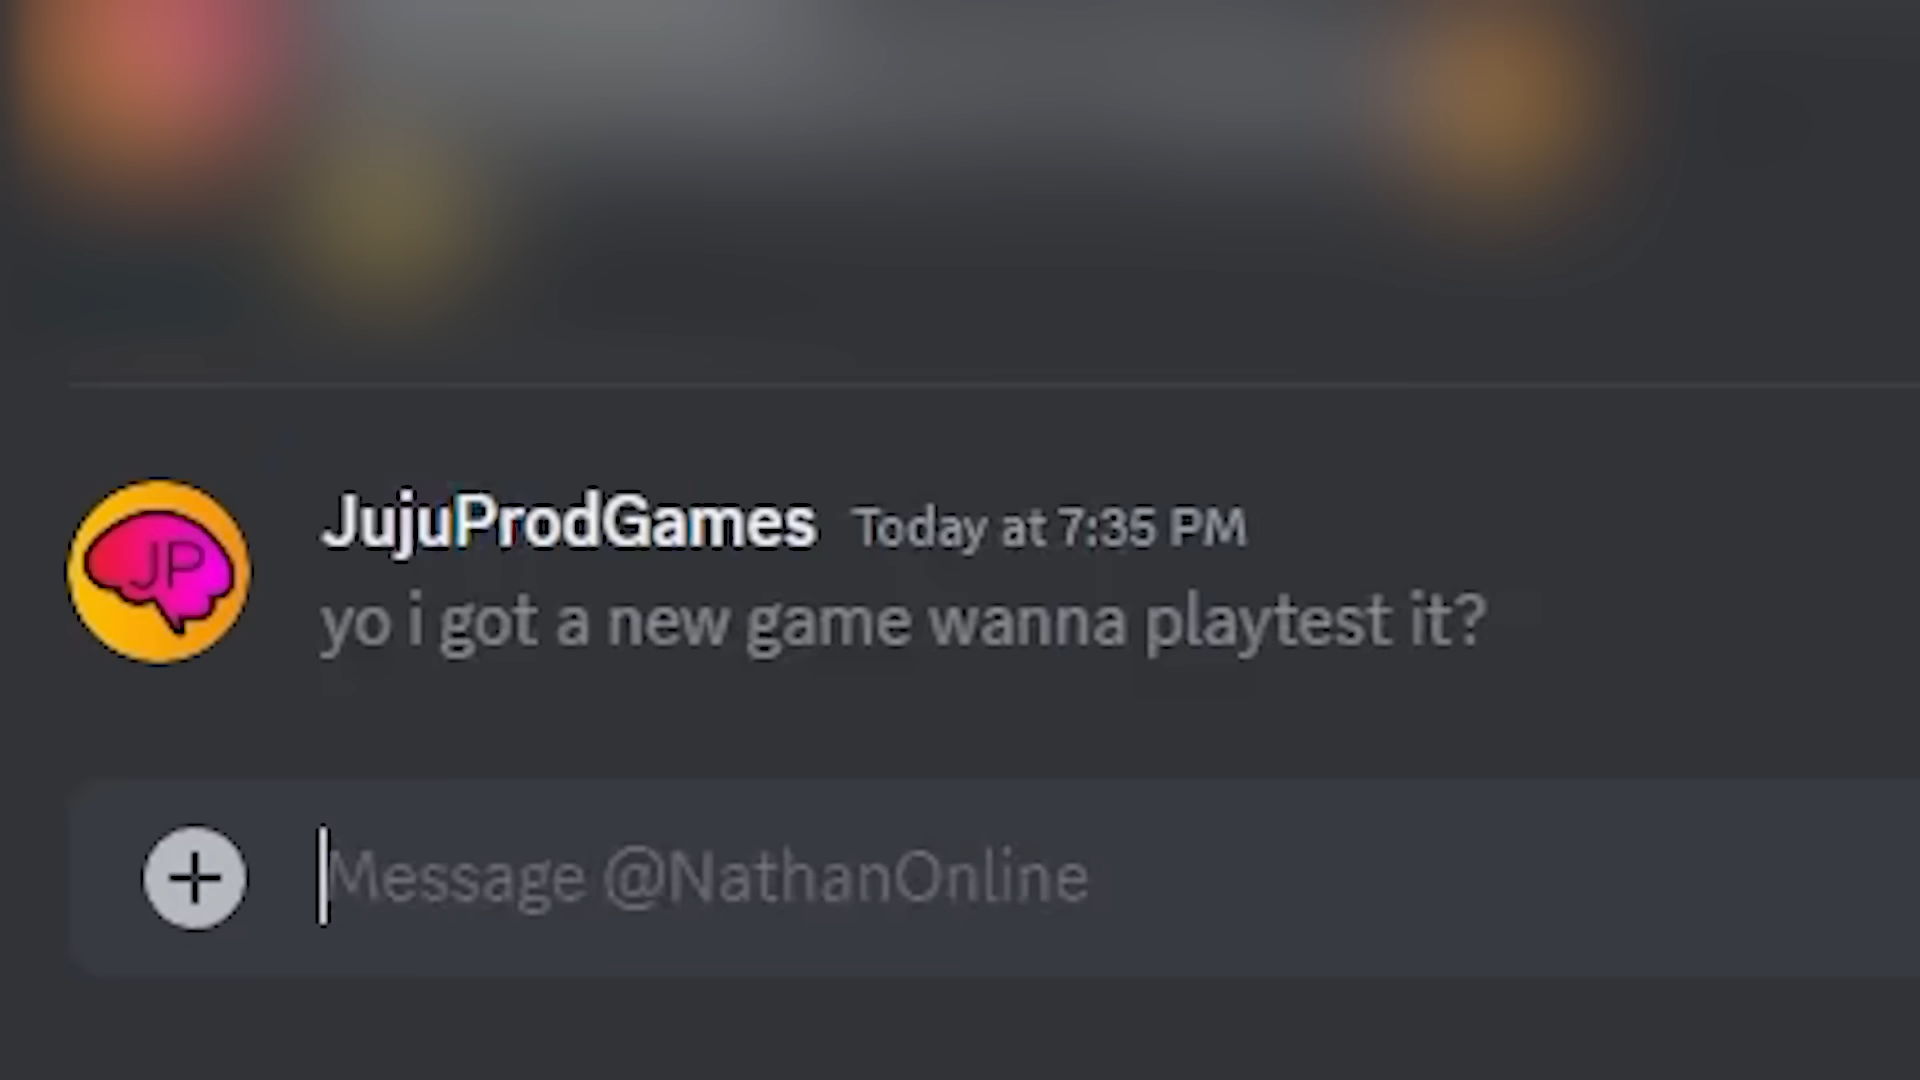 JujuProdGames Today at 7:35 PM
JP
yo i got a new game wanna playtest it?
Message @NathanOnline